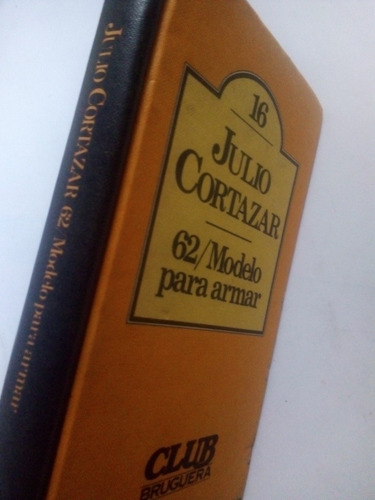 JULIO CORTAZAR 62 Modelo para armar
16
JULIO
CORTAZAR
62/Modelo
para armar
CLUB
BRUGUERA